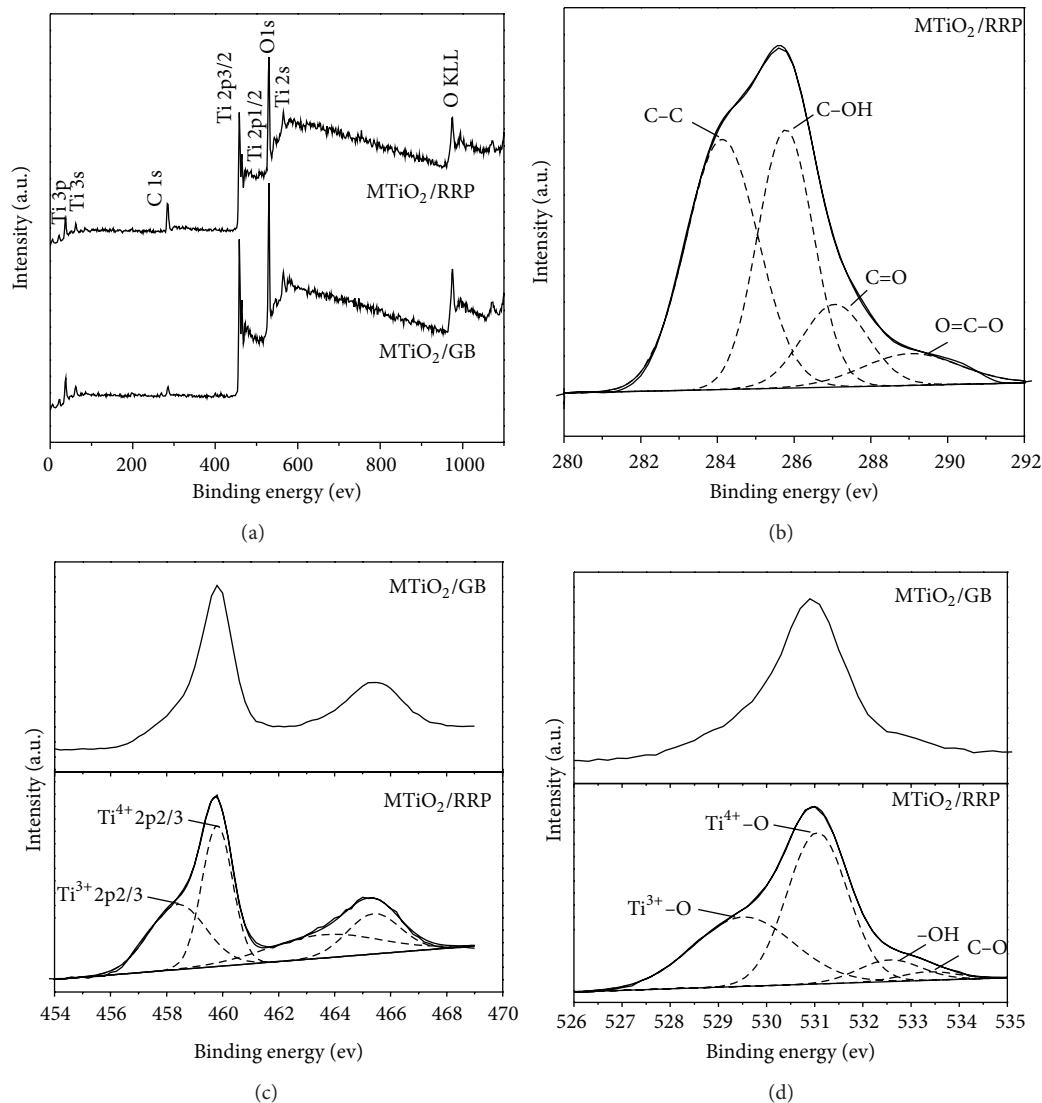 Intensity (a.u.)
Ti 3p
Ti 3s
C 1s
Ti 2p3/2
Ti 2p1/2
O1s
Ti 2s
O KLL
MTiO₂/RRP
MTiO₂/GB
0 200 400 600 800 1000
Binding energy (ev)
(a)
Intensity (a.u.)
MTiO₂/RRP
C–C
C–OH
C=O
O=C–O
280 282 284 286 288 290 292
Binding energy (ev)
(b)
Intensity (a.u.)
MTiO₂/GB
MTiO₂/RRP
Ti⁴⁺ 2p2/3
Ti³⁺ 2p2/3
454 456 458 460 462 464 466 468 470
Binding energy (ev)
(c)
Intensity (a.u.)
MTiO₂/GB
MTiO₂/RRP
Ti⁴⁺–O
Ti³⁺–O
–OH
C–O
526 527 528 529 530 531 532 533 534 535
Binding energy (ev)
(d)